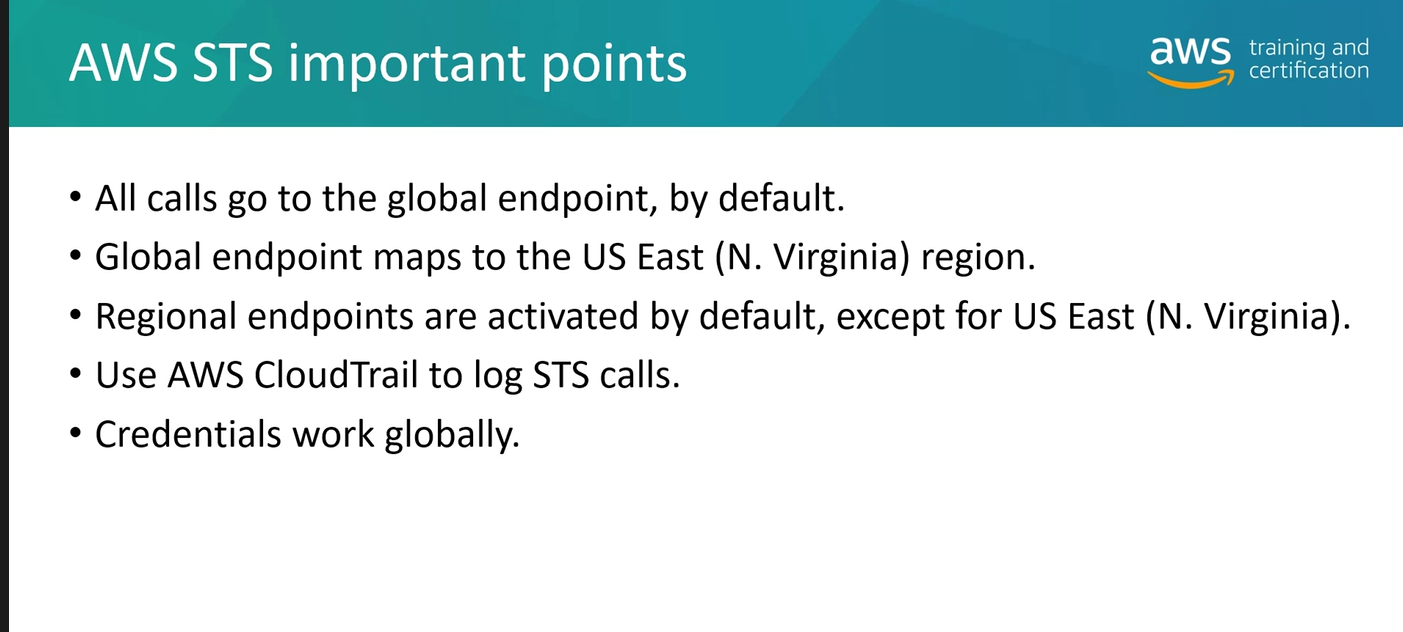 AWS STS important points
aws training and
certification
• All calls go to the global endpoint, by default.
• Global endpoint maps to the US East (N. Virginia) region.
• Regional endpoints are activated by default, except for US East (N. Virginia).
• Use AWS CloudTrail to log STS calls.
• Credentials work globally.